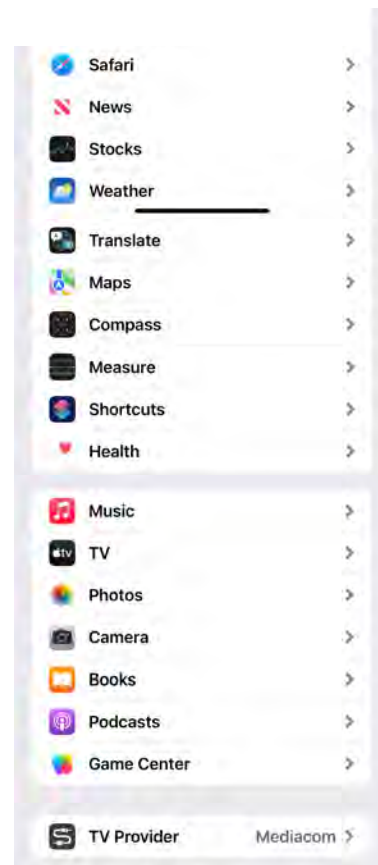 Safari
News
Stocks
Weather
Translate
Maps
Compass
Measure
Shortcuts
Health
Music
tv TV
Photos
Camera
Books
Podcasts
Game Center
TV Provider Mediacom